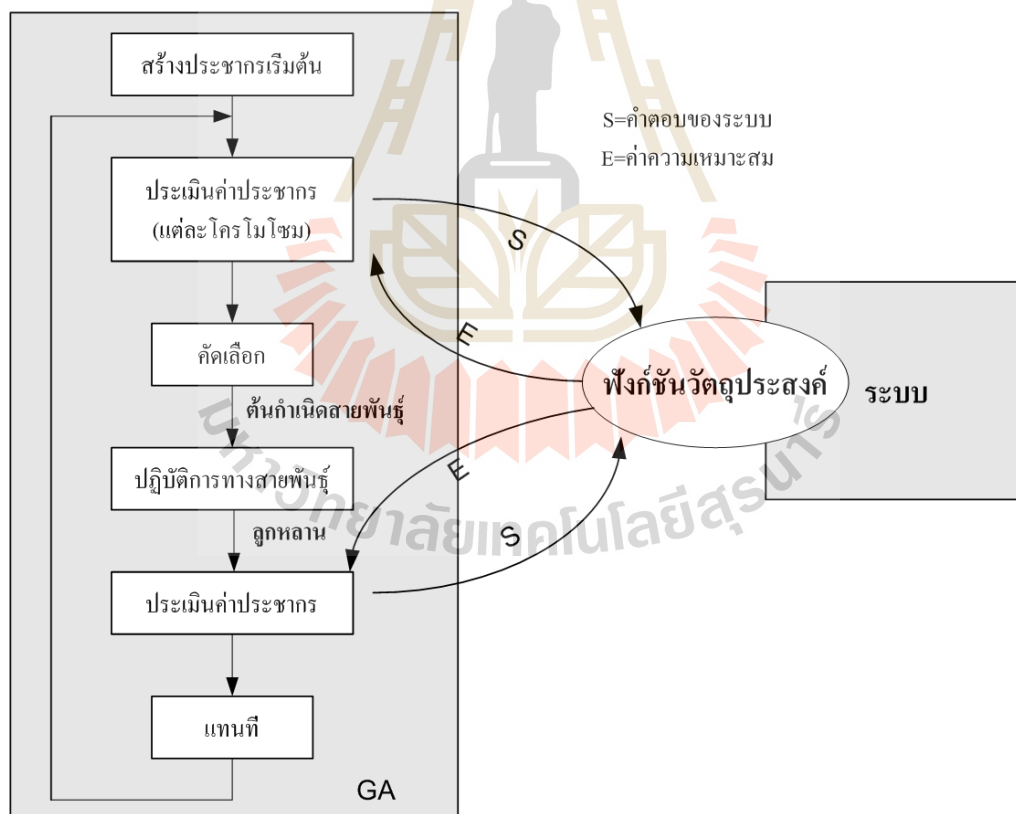 สร้างประชากรเริ่มต้น
S=คำตอบของระบบ
E=ค่าความเหมาะสม
ประเมินค่าประชากร
(แต่ละโครโมโซม)
S
E
คัดเลือก
ฟังก์ชันวัตถุประสงค์
ระบบ
ต้นกำเนิดสายพันธุ์
E
ปฏิบัติการทางสายพันธุ์
ลูกหลาน
S
ประเมินค่าประชากร
แทนที่
GA
มหาวิทยาลัยเทคโนโลยีสุรนารี